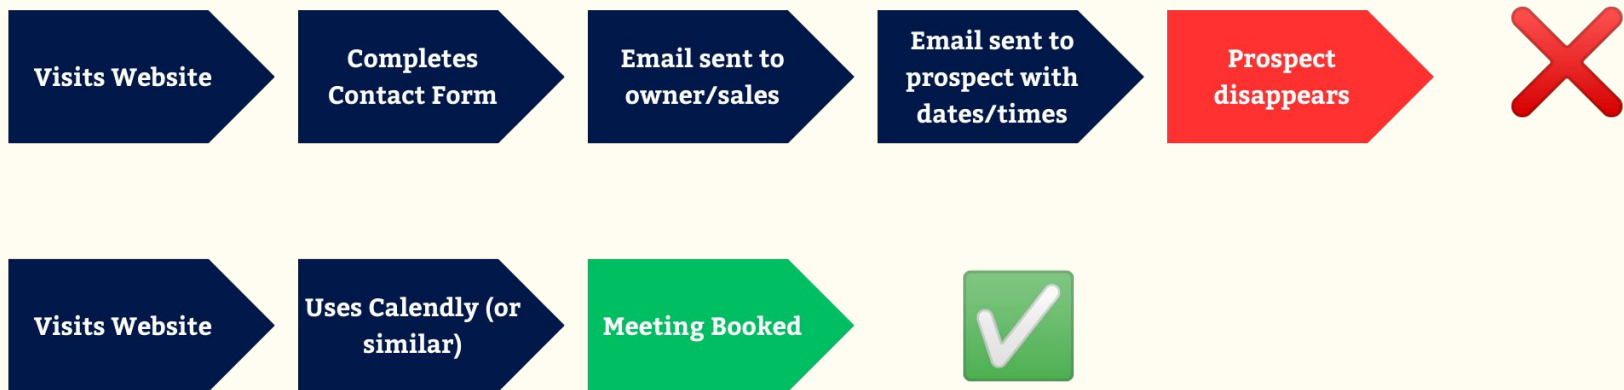 Visits Website
Completes
Contact Form
Email sent to
owner/sales
Email sent to
prospect with
dates/times
Prospect
disappears
Visits Website
Uses Calendly (or
similar)
Meeting Booked